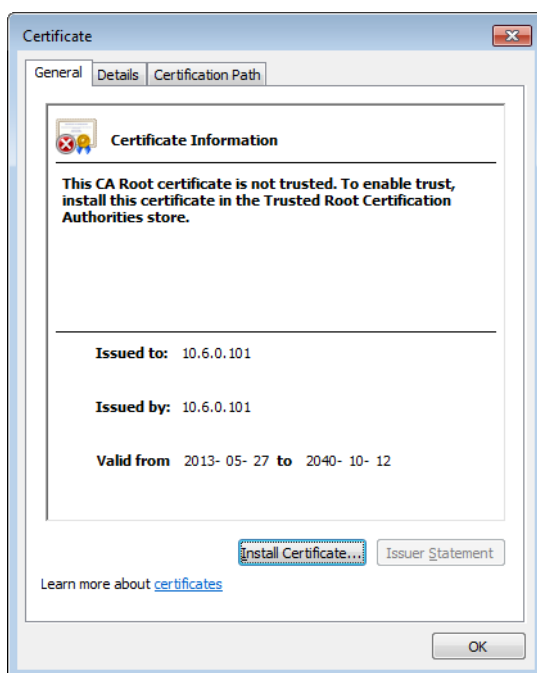 Certificate
General Details Certification Path
Certificate Information
This CA Root certificate is not trusted. To enable trust,
install this certificate in the Trusted Root Certification
Authorities store.
Issued to: 10.6.0.101
Issued by: 10.6.0.101
Valid from 2013- 05- 27 to 2040- 10- 12
Install Certificate... Issuer Statement
Learn more about certificates
OK